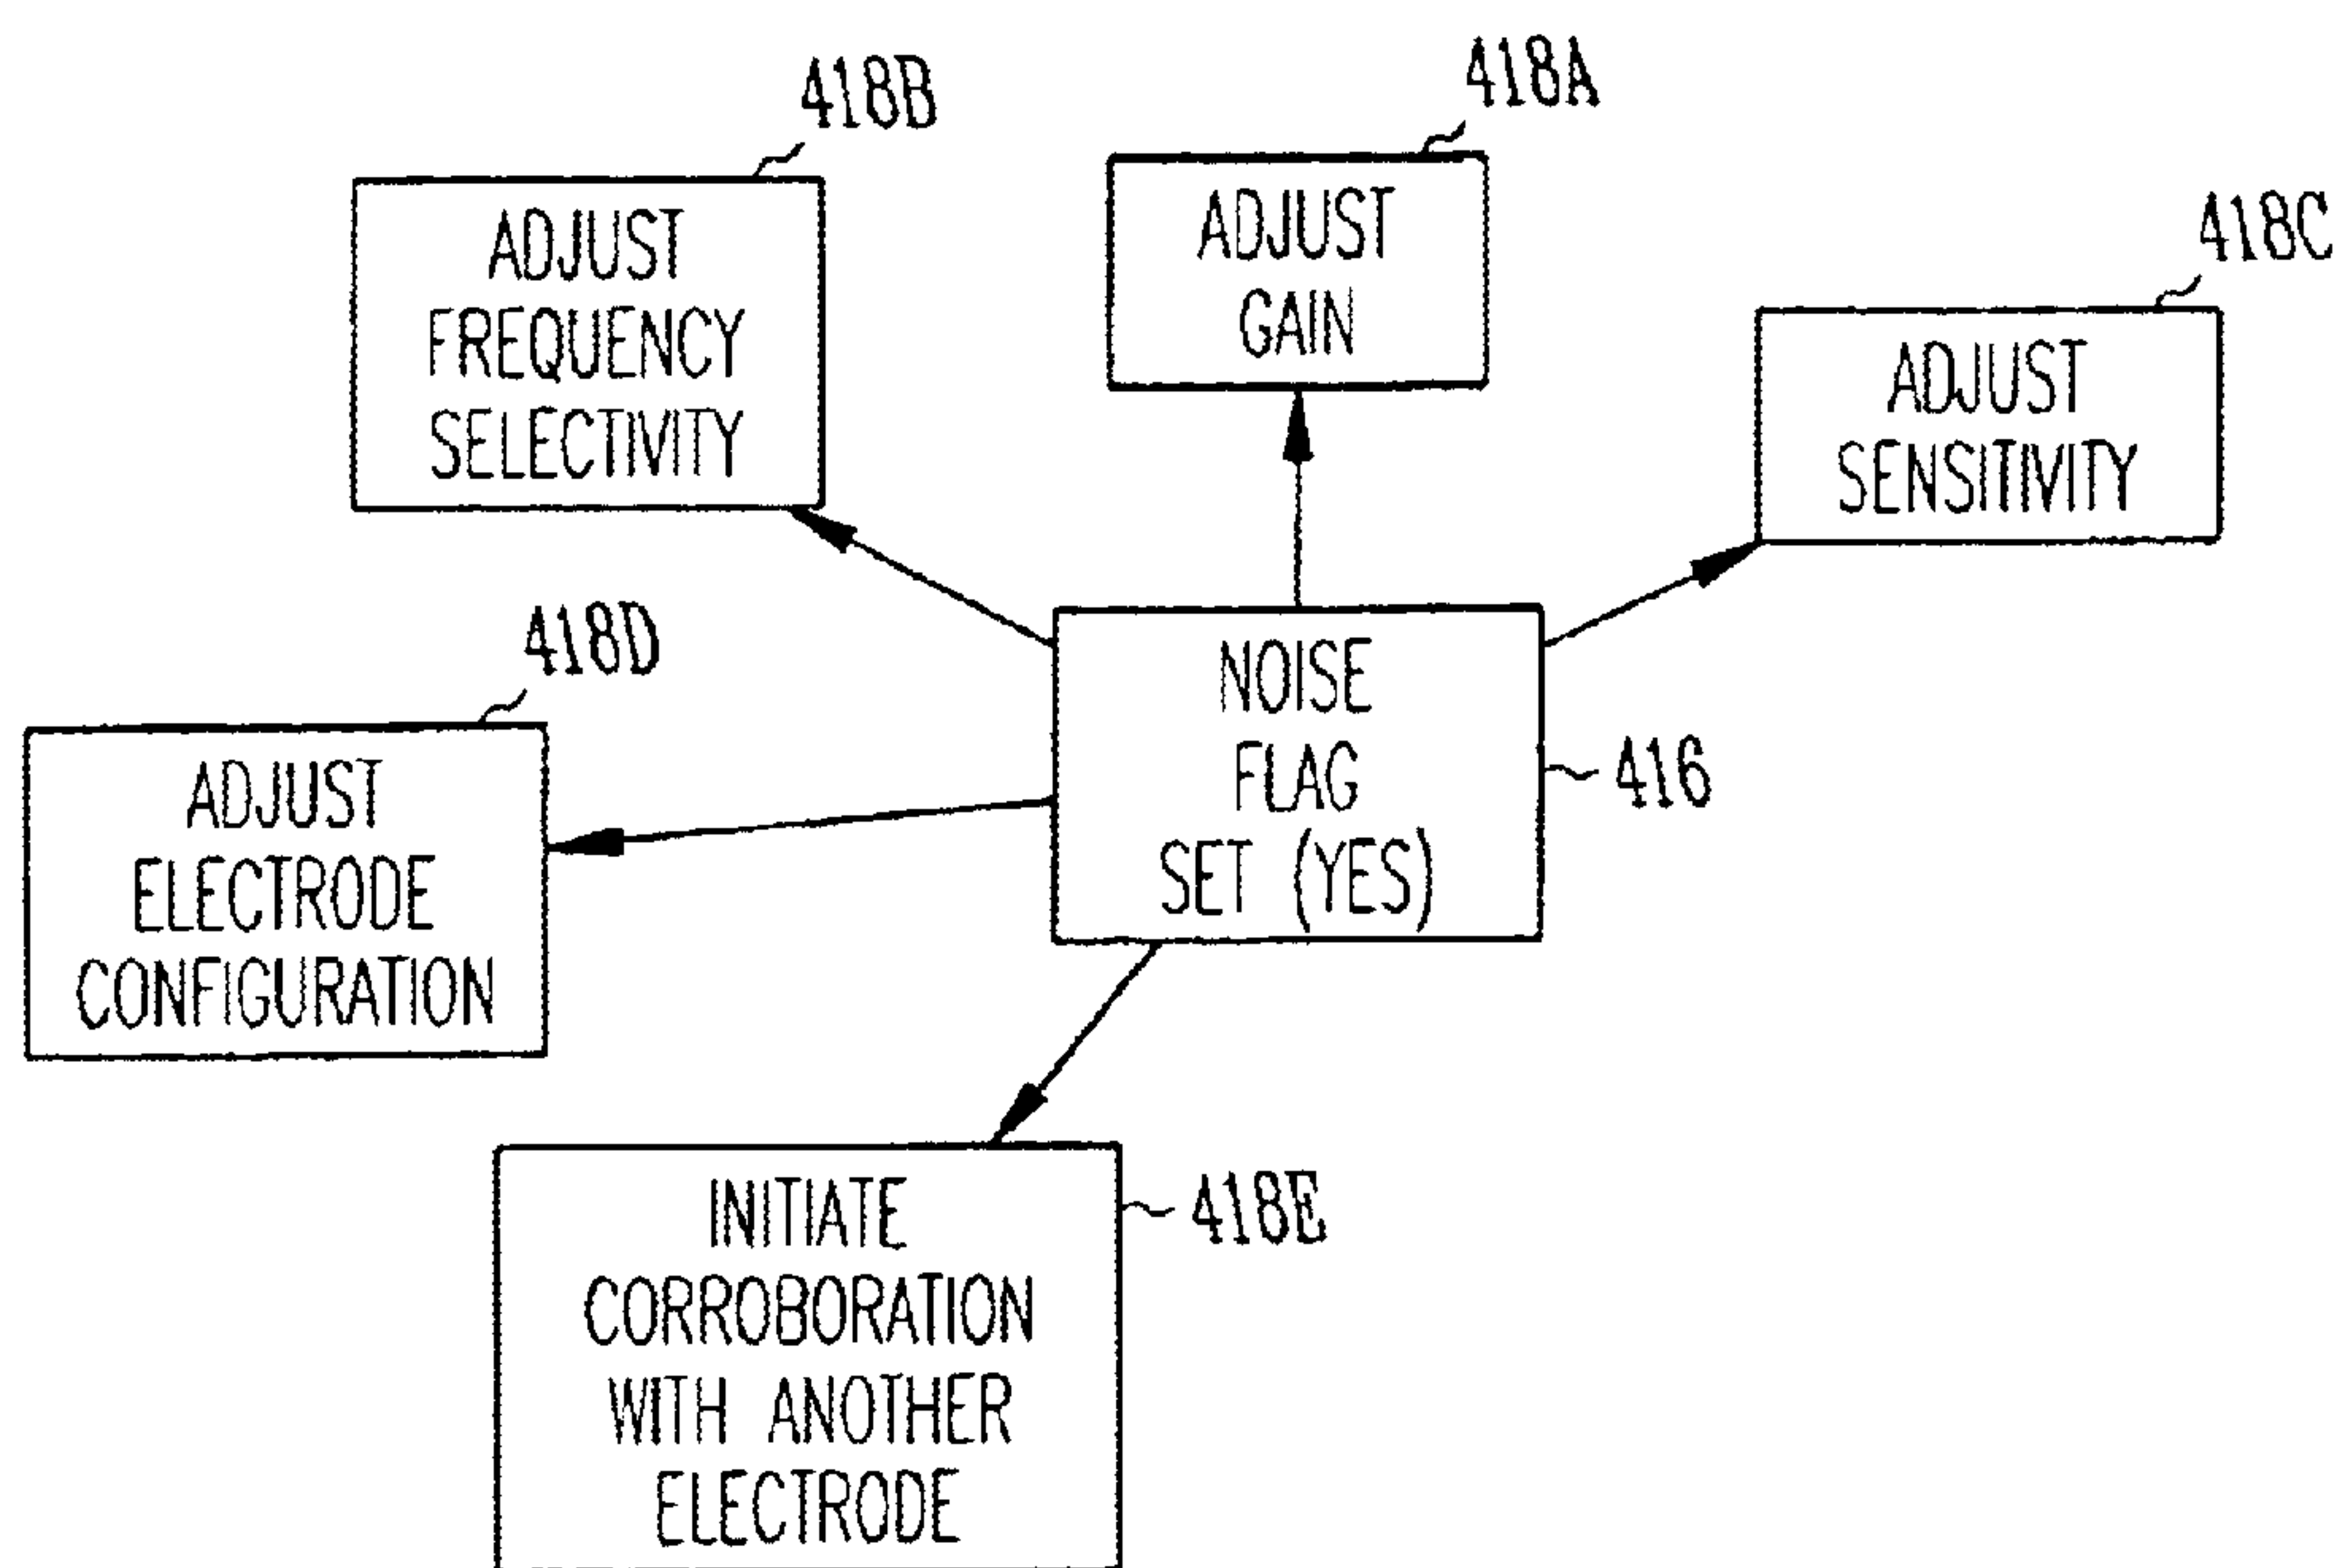 418B
418A
418C
ADJUST
FREQUENCY
SELECTIVITY
ADJUST
GAIN
ADJUST
SENSITIVITY
418D
ADJUST
ELECTRODE
CONFIGURATION
NOISE
FLAG
SET (YES)
416
INITIATE
CORROBORATION
WITH ANOTHER
ELECTRODE
418E